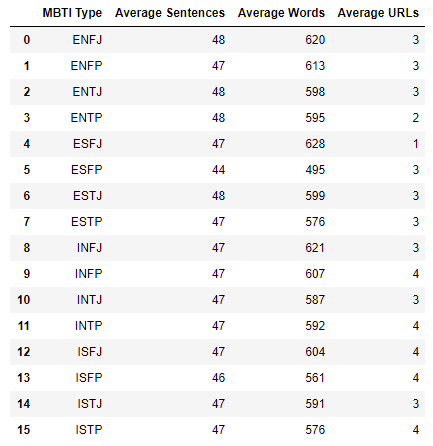 MBTI Type Average Sentences Average Words Average URLs
0 ENFJ 48 620 3
1 ENFP 47 613 3
2 ENTJ 48 598 3
3 ENTP 48 595 2
4 ESFJ 47 628 1
5 ESFP 44 495 3
6 ESTJ 48 599 3
7 ESTP 47 576 3
8 INFJ 47 621 3
9 INFP 47 607 4
10 INTJ 47 587 3
11 INTP 47 592 4
12 ISFJ 47 604 4
13 ISFP 46 561 4
14 ISTJ 47 591 3
15 ISTP 47 576 4